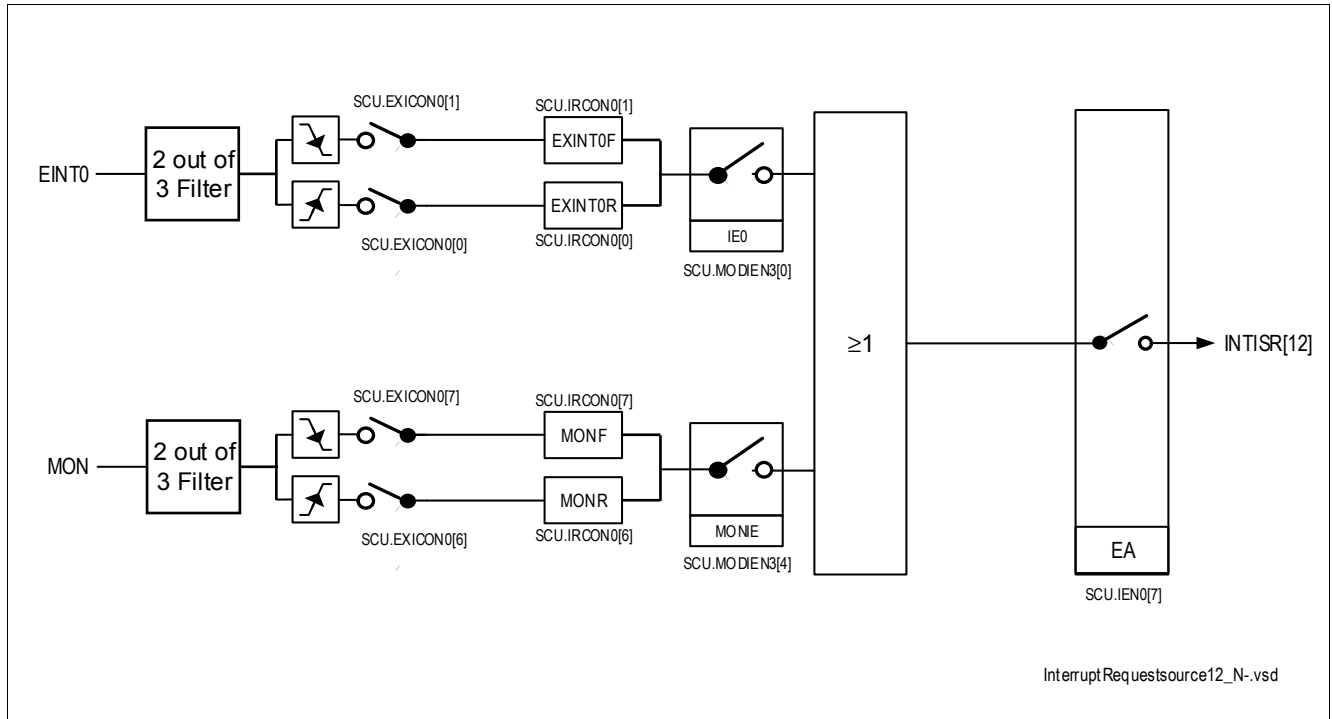 SCU.EXICON0[1]
SCU.IRCON0[1]
EINT0
2 out of
3 Filter
EXINT0F
EXINT0R
SCU.EXICON0[0]
SCU.IRCON0[0]
IE0
SCU.MODIEN3[0]
≥1
INTISR[12]
SCU.EXICON0[7]
SCU.IRCON0[7]
MON
2 out of
3 Filter
MONF
MONR
SCU.EXICON0[6]
SCU.IRCON0[6]
MONIE
SCU.MODIEN3[4]
EA
SCU.IEN0[7]
InterruptRequestsource12_N-.vsd